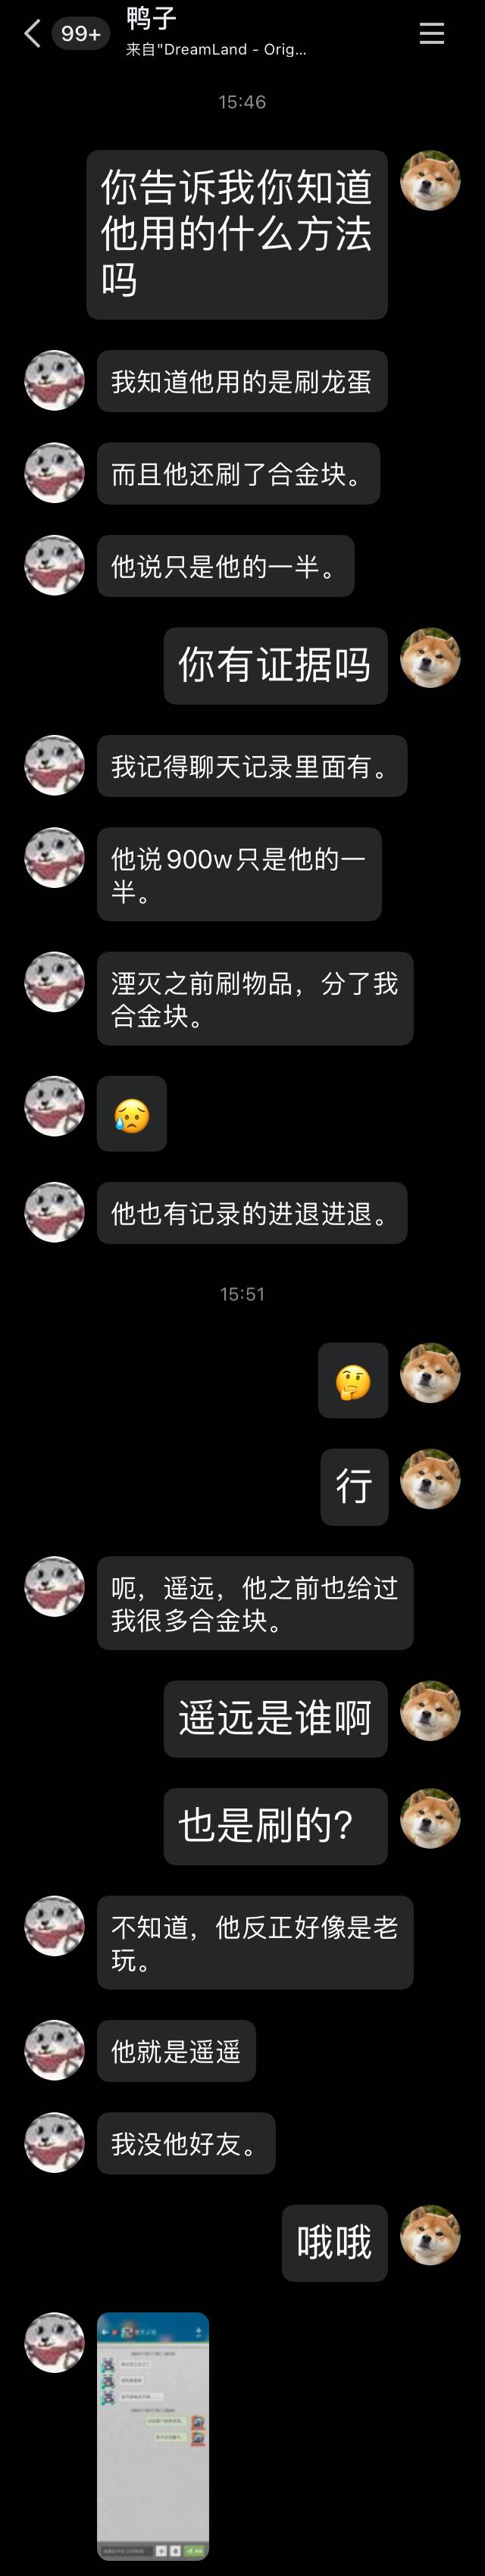 99+
鸭子
来自"DreamLand - Orig...
15:46
你告诉我你知道
他用的什么方法
吗
我知道他用的是刷龙蛋
而且他还刷了合金块。
他说只是他的一半。
你有证据吗
我记得聊天记录里面有。
他说900w只是他的一
半。
湮灭之前刷物品，分了我
合金块。
😥
他也有记录的进退进退。
15:51
🤔
行
呃，遥远，他之前也给过
我很多合金块。
遥远是谁啊
也是刷的?
不知道，他反正好像是老
玩。
他就是遥遥
我没他好友。
哦哦